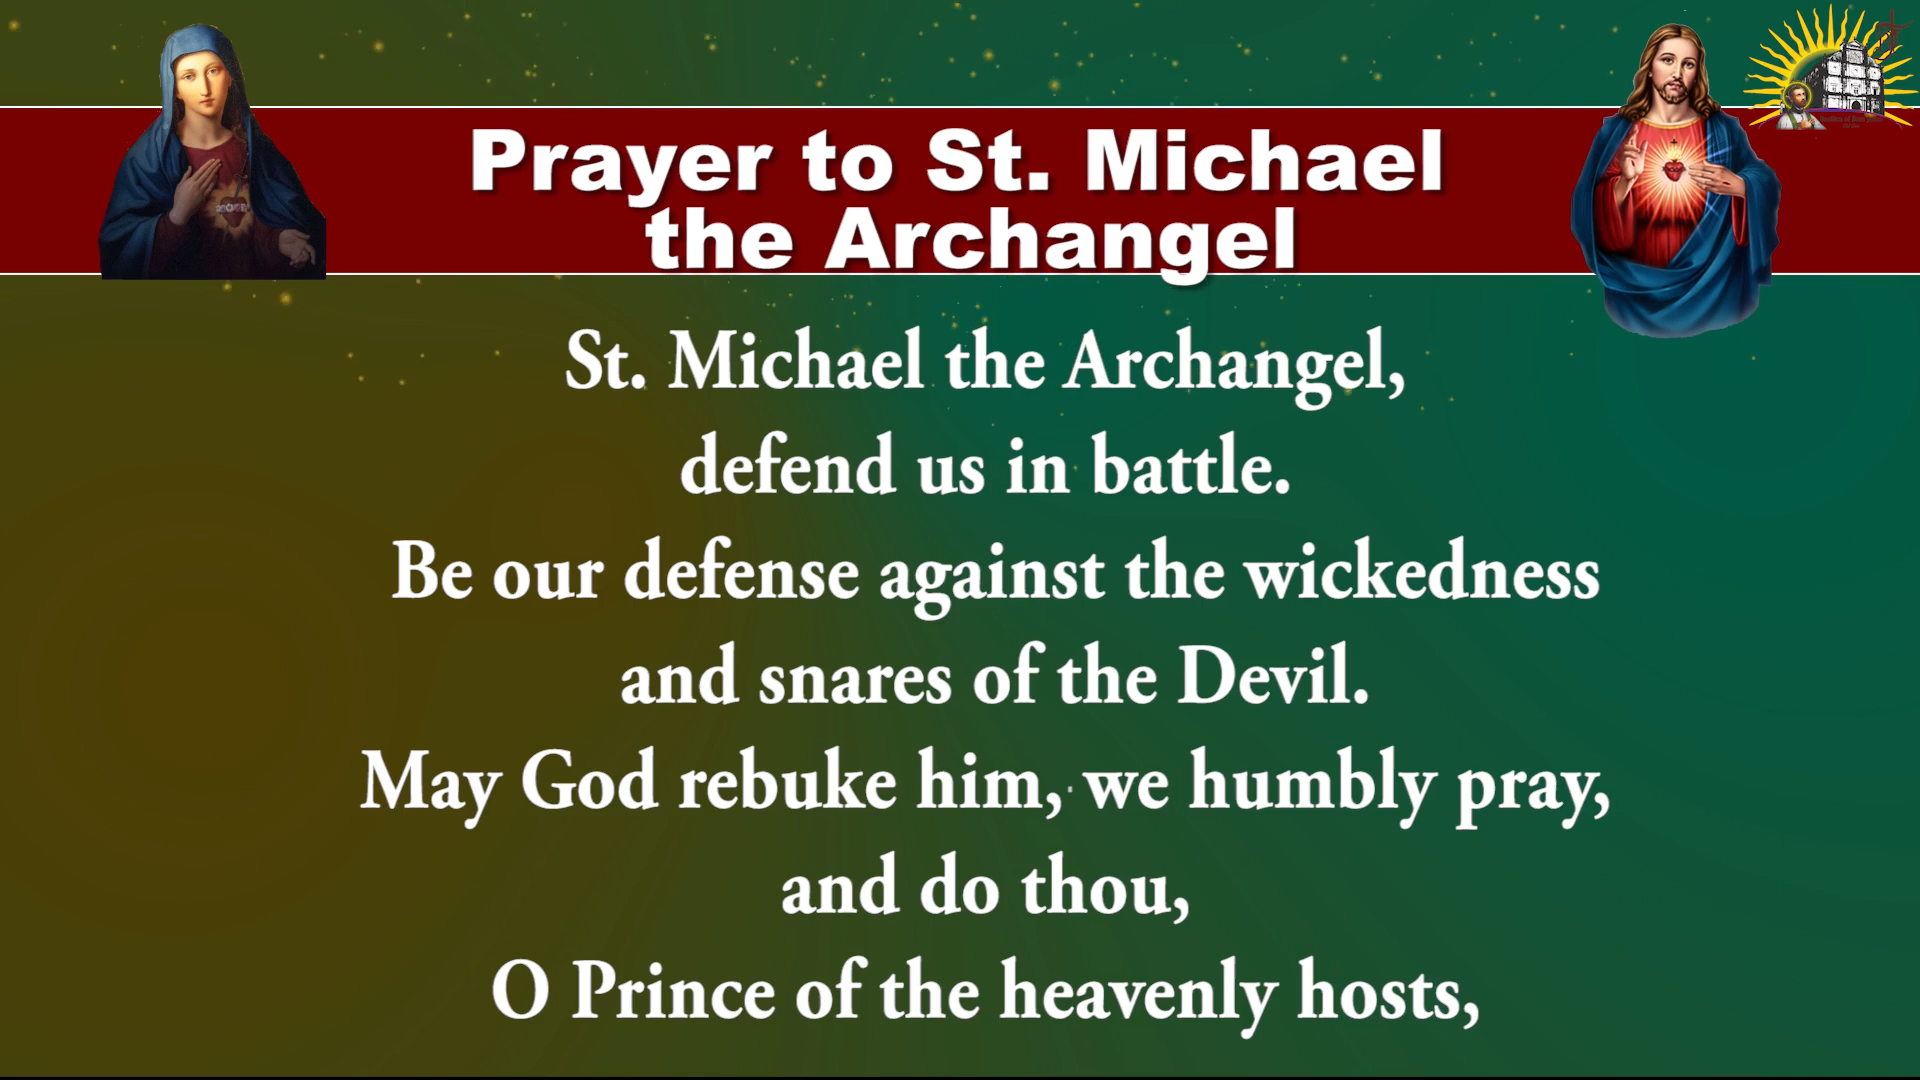 Prayer to St. Michael
the Archangel
St. Michael the Archangel,
defend us in battle.
Be our defense against the wickedness
and snares of the Devil.
May God rebuke him, we humbly pray,
and do thou,
O Prince of the heavenly hosts,